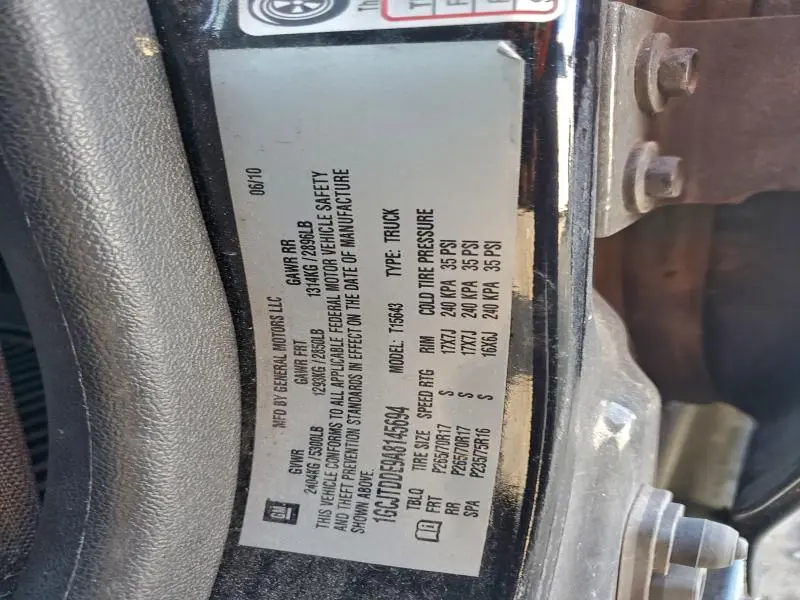 GM
MFD BY GENERAL MOTORS LLC 06/10
GVWR GAWR FRT GAWR RR
2404KG / 5300LB 1293KG / 2850LB 1314KG / 2896LB
THIS VEHICLE CONFORMS TO ALL APPLICABLE FEDERAL MOTOR VEHICLE SAFETY
AND THEFT PREVENTION STANDARDS IN EFFECT ON THE DATE OF MANUFACTURE
SHOWN ABOVE.
1GCJTDDE9A8145694 MODEL: T15643 TYPE: TRUCK
TBLQ TIRE SIZE SPEED RTG RIM COLD TIRE PRESSURE
FRT P265/70R17 S 17X7J 240 KPA 35 PSI
RR P265/70R17 S 17X7J 240 KPA 35 PSI
SPA P235/75R16 S 16X6J 240 KPA 35 PSI